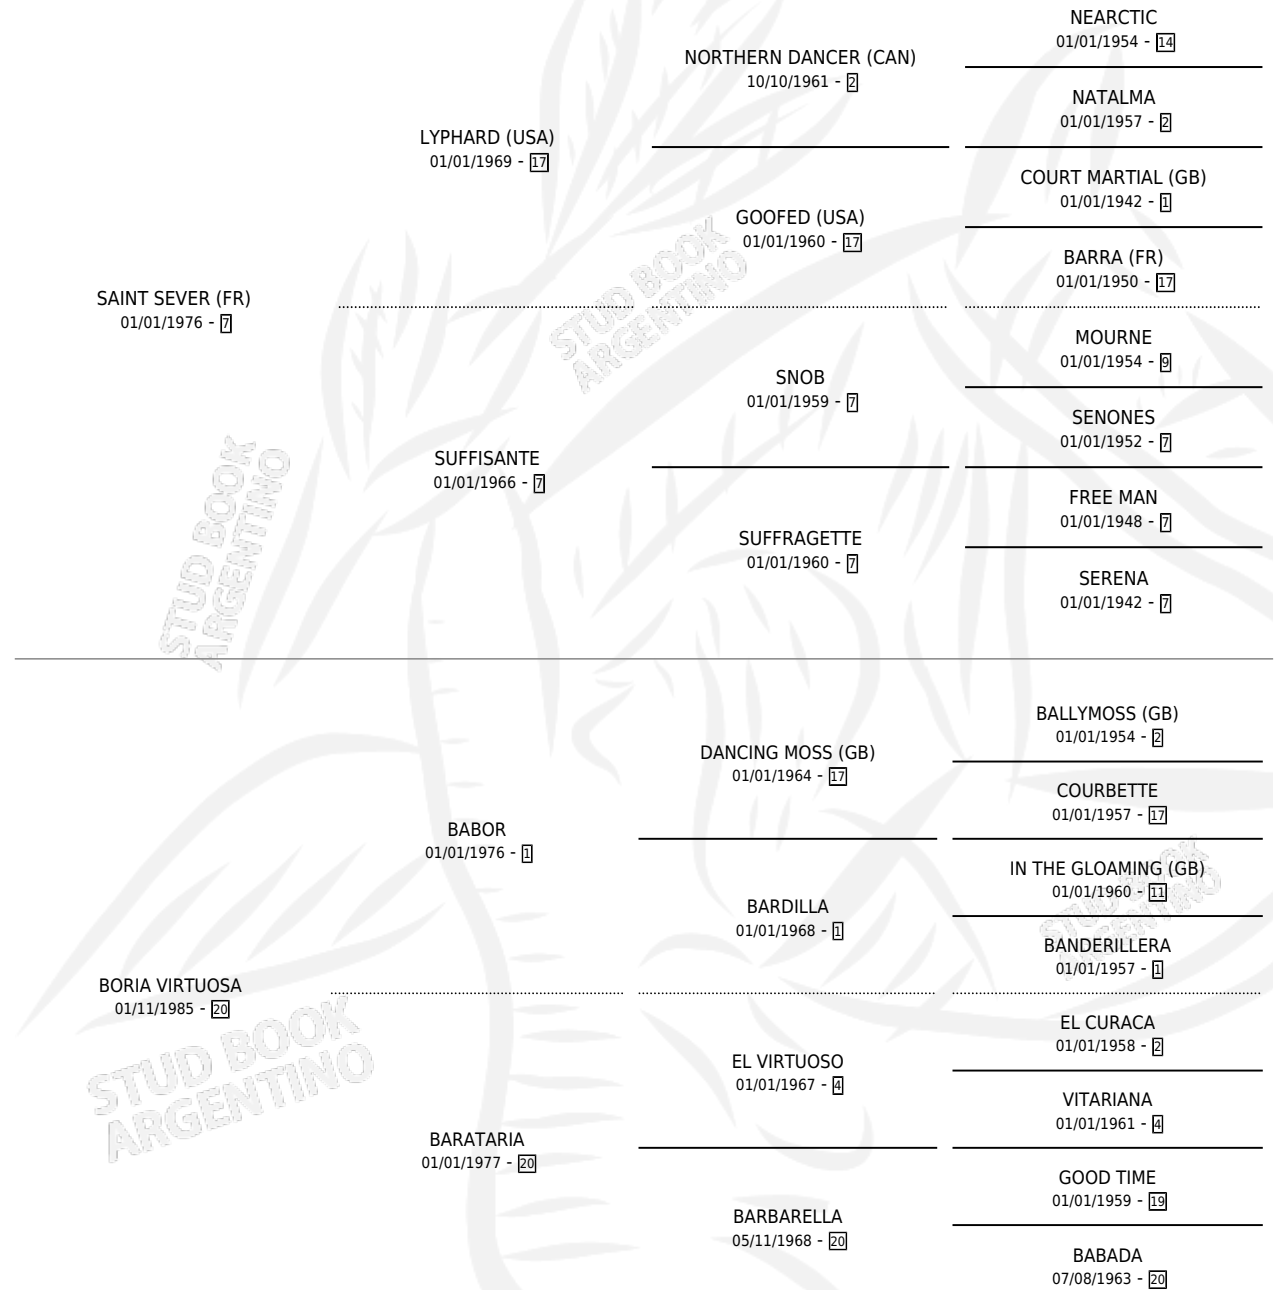 NEARCTIC
01/01/1954 - 14
NORTHERN DANCER (CAN)
10/10/1961 - 2
NATALMA
01/01/1957 - 2
LYPHARD (USA)
01/01/1969 - 17
COURT MARTIAL (GB)
01/01/1942 - 1
GOOFED (USA)
01/01/1960 - 17
BARRA (FR)
01/01/1950 - 17
SAINT SEVER (FR)
01/01/1976 - 7
STUD BOOK
ARGENTINO
MOURNE
01/01/1954 - 9
SNOB
01/01/1959 - 7
SENONES
01/01/1952 - 7
SUFFISANTE
01/01/1966 - 7
FREE MAN
01/01/1948 - 7
SUFFRAGETTE
01/01/1960 - 7
SERENA
01/01/1942 - 7
STUD BOOK
ARGENTINO
BALLYMOSS (GB)
01/01/1954 - 2
DANCING MOSS (GB)
01/01/1964 - 17
COURBETTE
01/01/1957 - 17
BABOR
01/01/1976 - 1
IN THE GLOAMING (GB)
01/01/1960 - 11
BARDILLA
01/01/1968 - 1
STUD BOOK
ARGENTINO
BANDERILLERA
01/01/1957 - 1
BORIA VIRTUOSA
01/11/1985 - 20
EL CURACA
01/01/1958 - 2
EL VIRTUOSO
01/01/1967 - 4
STUD BOOK
ARGENTINO
VITARIANA
01/01/1961 - 4
BARATARIA
01/01/1977 - 20
GOOD TIME
01/01/1959 - 19
BARBARELLA
05/11/1968 - 20
BABADA
07/08/1963 - 20